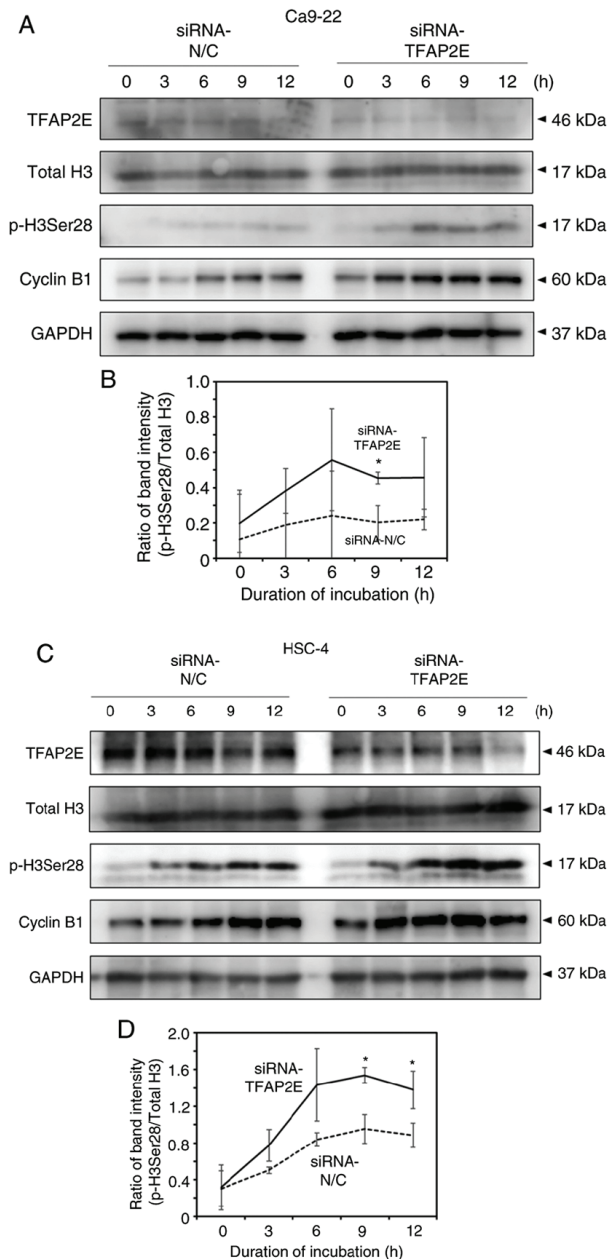 A
Ca9-22
siRNA-
N/C
siRNA-
TFAP2E
0 3 6 9 12 0 3 6 9 12 (h)
TFAP2E ◄ 46 kDa
Total H3 ◄ 17 kDa
p-H3Ser28 ◄ 17 kDa
Cyclin B1 ◄ 60 kDa
GAPDH ◄ 37 kDa
B
Ratio of band intensity
(p-H3Ser28/Total H3)
1.0
0.8
0.6
0.4
0.2
0
siRNA-
TFAP2E
*
siRNA-N/C
0 3 6 9 12
Duration of incubation (h)
C
HSC-4
siRNA-
N/C
siRNA-
TFAP2E
0 3 6 9 12 0 3 6 9 12 (h)
TFAP2E ◄ 46 kDa
Total H3 ◄ 17 kDa
p-H3Ser28 ◄ 17 kDa
Cyclin B1 ◄ 60 kDa
GAPDH ◄ 37 kDa
D
Ratio of band intensity
(p-H3Ser28/Total H3)
2.0
1.6
1.2
0.8
0.4
0
siRNA-
TFAP2E
* *
siRNA-
N/C
0 3 6 9 12
Duration of incubation (h)